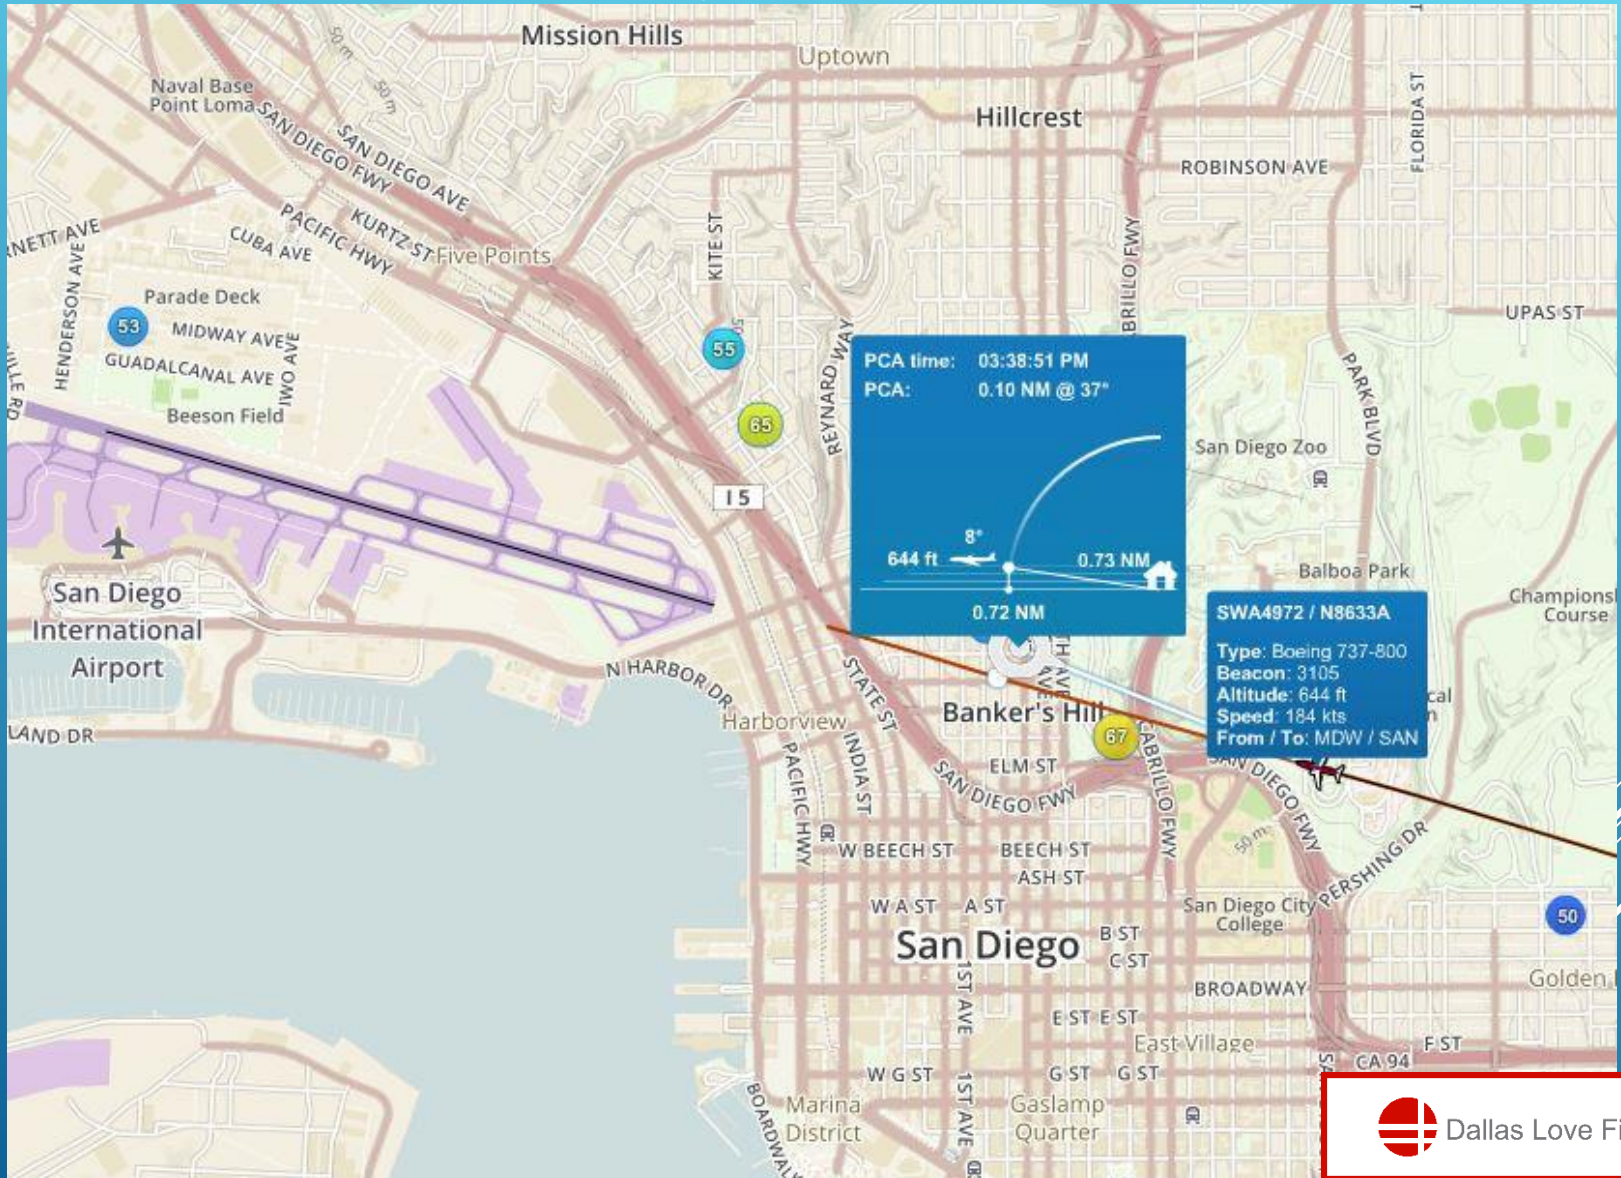 Mission Hills
Uptown
Naval Base
Point Loma
Hillcrest
FLORIDA ST
SAN DIEGO FWY
SAN DIEGO AVE
ROBINSON AVE
PACIFIC HWY
KURTZ ST
CUBA AVE
Five Points
KITE ST
HENDERSON AVE
Parade Deck
53
MIDWAY AVE
GUADALCANAL AVE
Beeson Field
50 m
50 m
55
65
REYNARD WAY
UPAS ST
PARK BLVD
PCA time: 03:38:51 PM
PCA: 0.10 NM @ 37°
8°
644 ft
0.73 NM
0.72 NM
San Diego Zoo
I 5
Balboa Park
San Diego
International
Airport
Course
SWA4972 / N8633A
Type: Boeing 737-800
Beacon: 3105
Altitude: 644 ft
Speed: 184 kts
From / To: MDW / SAN
N HARBOR DR
STATE ST
Harborview
Banker's Hill
67
INDIA ST
PACIFIC HWY
ELM ST
SAN DIEGO FWY
CABRILLO FWY
SAN DIEGO FWY
50 m
PERSHING DR
W BEECH ST
BEECH ST
ASH ST
W A ST
A ST
San Diego City
College
50
San Diego
B ST
C ST
1ST AVE
BROADWAY
E ST
E ST
East Village
F ST
CA 94
W G ST
1ST AVE
G ST
G ST
Marina
District
Gaslamp
Quarter
Dallas Love